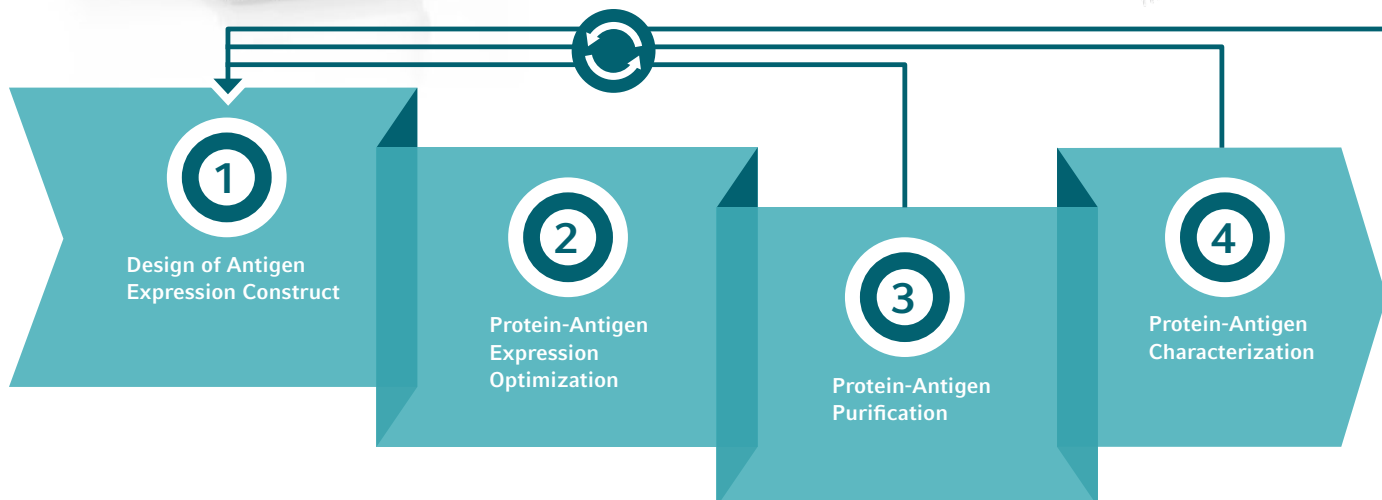 1
Design of Antigen
Expression Construct
2
Protein-Antigen
Expression
Optimization
3
Protein-Antigen
Purification
4
Protein-Antigen
Characterization